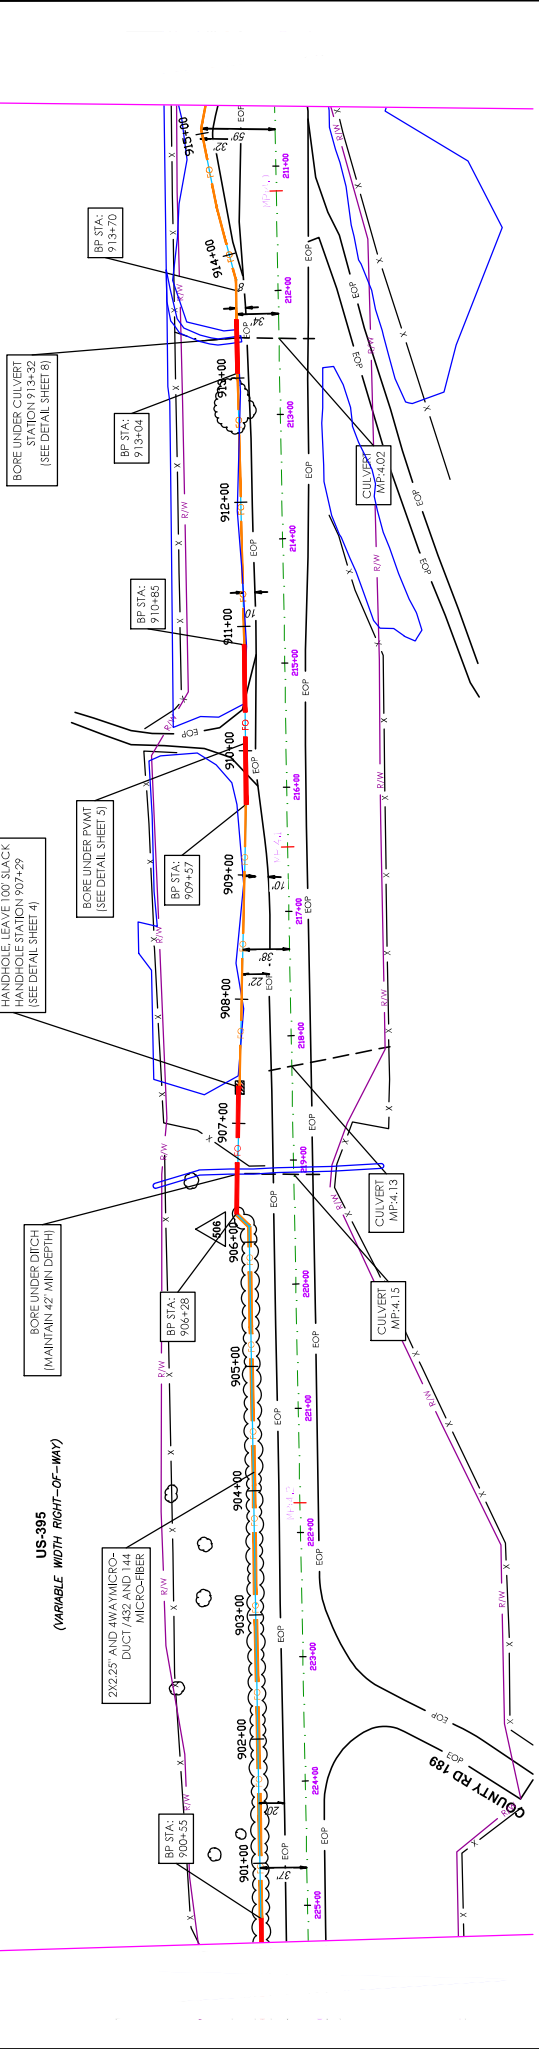 915+00
59'
32'
211+00
BP STA:
913+70
914+00
FO
8'
212+00
34'
BORE UNDER CULVERT
STATION 913+32
(SEE DETAIL SHEET 8)
BP STA:
913+04
913+00
213+00
CULVERT
MP:4.02
912+00
214+00
BP STA:
910+85
911+00
10'
215+00
910+00
216+00
BORE UNDER PVMT
(SEE DETAIL SHEET 5)
BP STA:
909+57
909+00
10'
217+00
HANDHOLE, LEAVE 100' SLACK
HANDHOLE STATION 907+29
(SEE DETAIL SHEET 4)
38'
22'
908+00
218+00
907+00
219+00
CULVERT
MP:4.13
BORE UNDER DITCH
(MAINTAIN 42" MIN DEPTH)
506
906+00
BP STA:
906+28
220+00
CULVERT
MP:4.15
905+00
221+00
US-395
(VARIABLE WIDTH RIGHT-OF-WAY)
904+00
222+00
2X2.25" AND 4WAYMICRO-
DUCT /432 AND 144
MICRO-FIBER
903+00
223+00
902+00
224+00
COUNTY RD 189
20'
BP STA:
900+55
901+00
37'
225+00
EOP
R/W
X